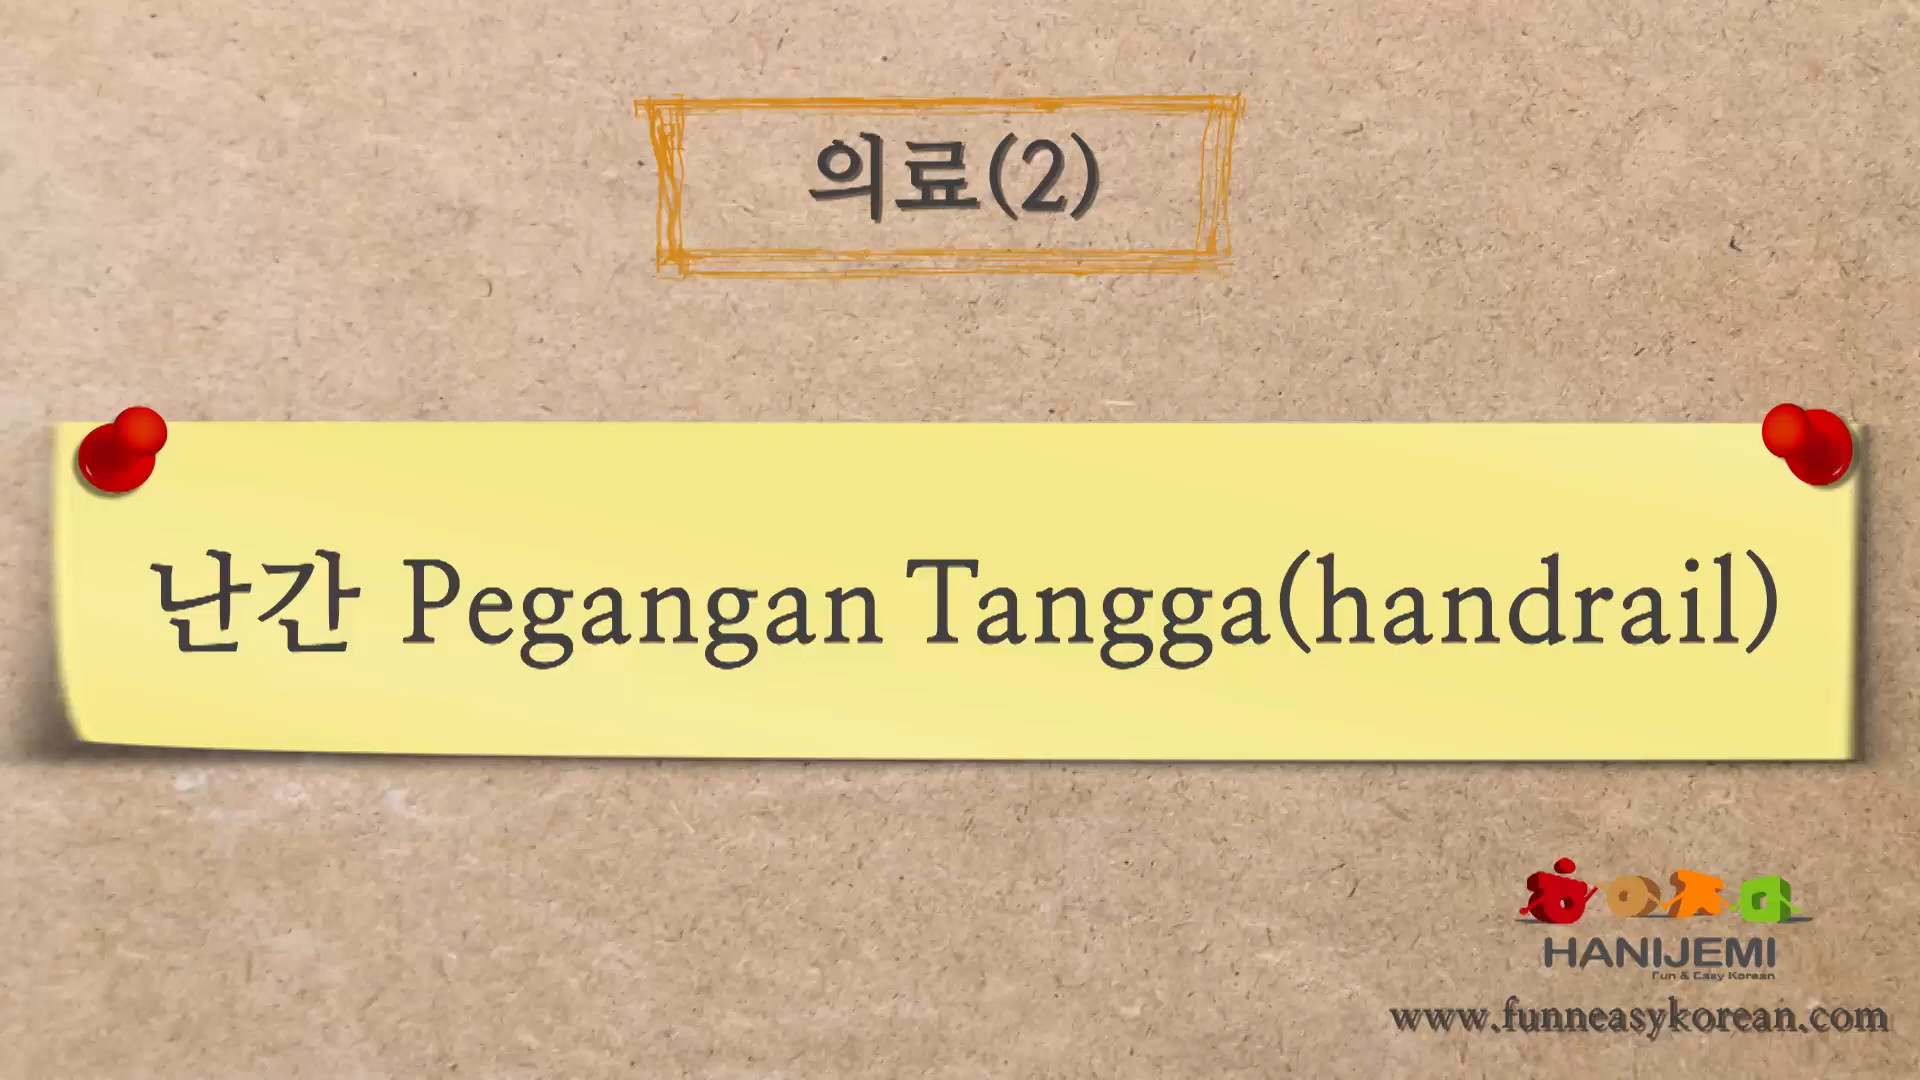 의료(2)
난간 Pegangan Tangga(handrail)
HANIJEMI
Fun & Easy Korean
www.funneasykorean.com